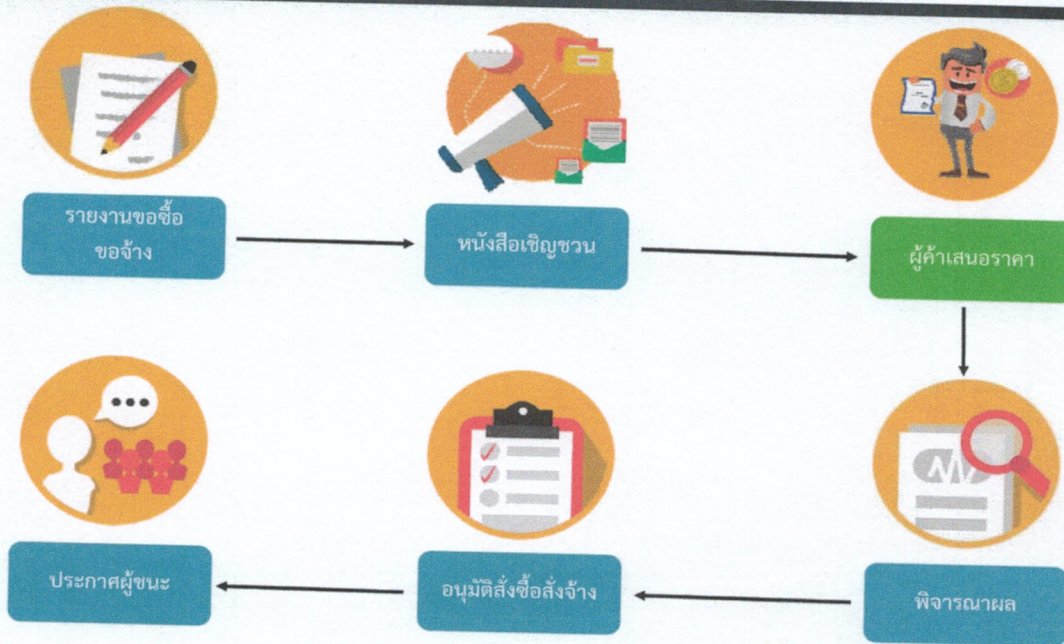 รายงานขอซื้อ
ขอจ้าง
หนังสือเชิญชวน
ผู้ค้าเสนอราคา
พิจารณาผล
อนุมัติสั่งซื้อสั่งจ้าง
ประกาศผู้ชนะ